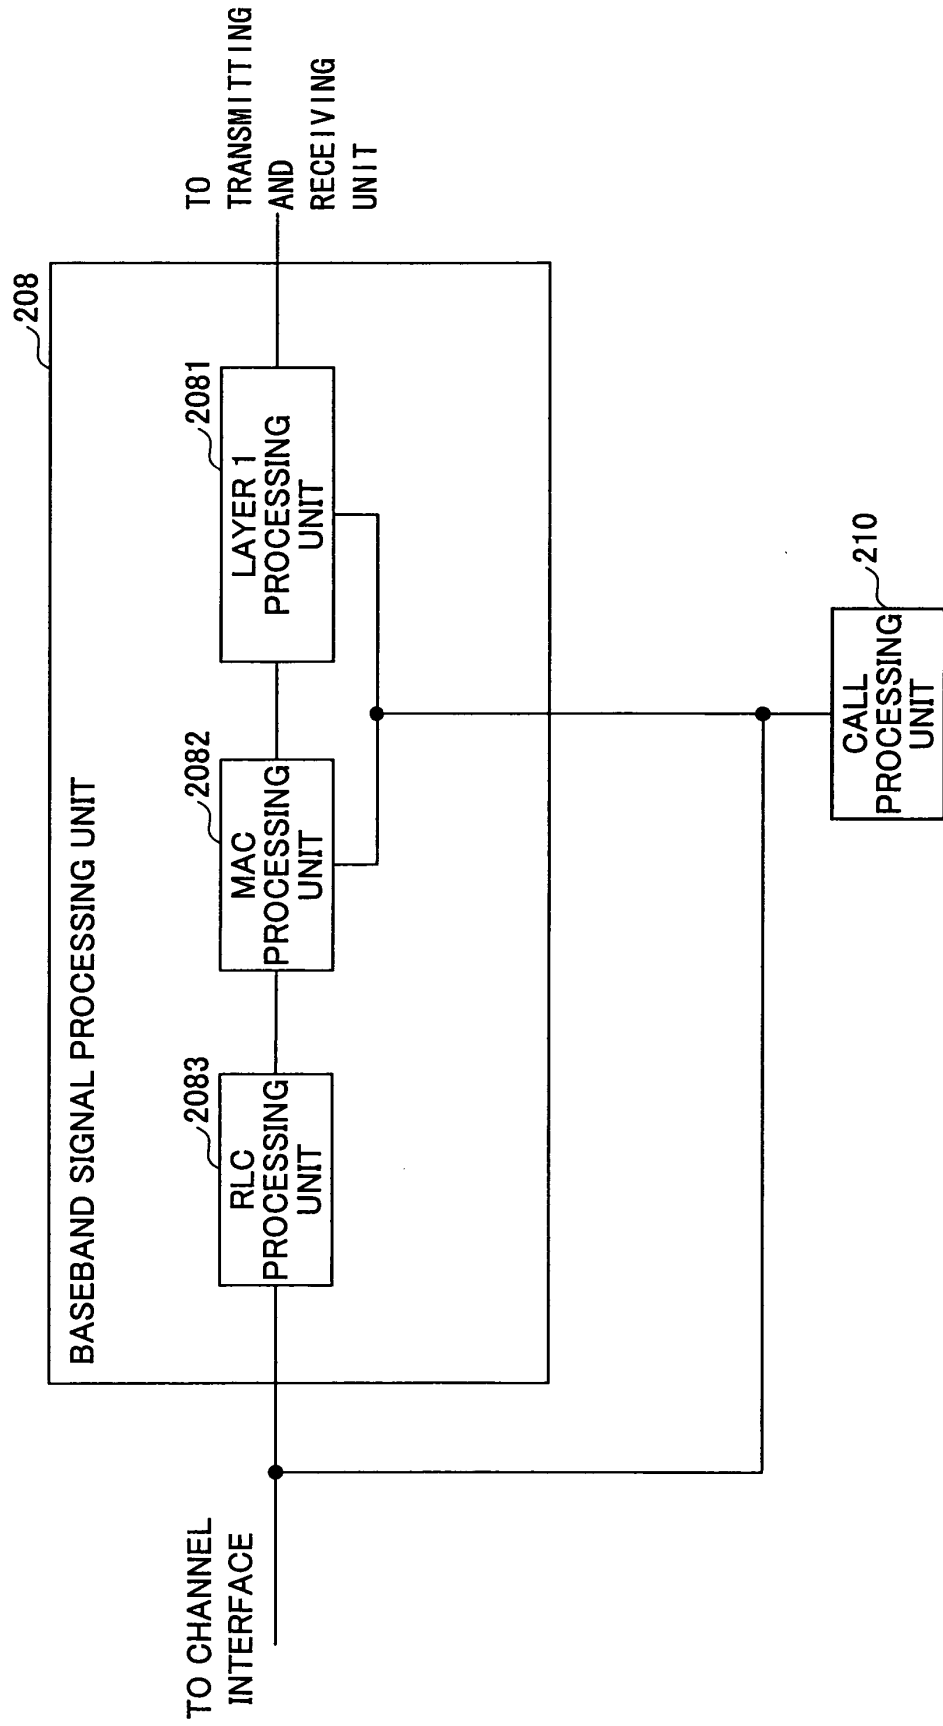 208
BASEBAND SIGNAL PROCESSING UNIT
2083
RLC
PROCESSING
UNIT
2082
MAC
PROCESSING
UNIT
2081
LAYER 1
PROCESSING
UNIT
TO CHANNEL
INTERFACE
TO
TRANSMITTING
AND
RECEIVING
UNIT
210
CALL
PROCESSING
UNIT